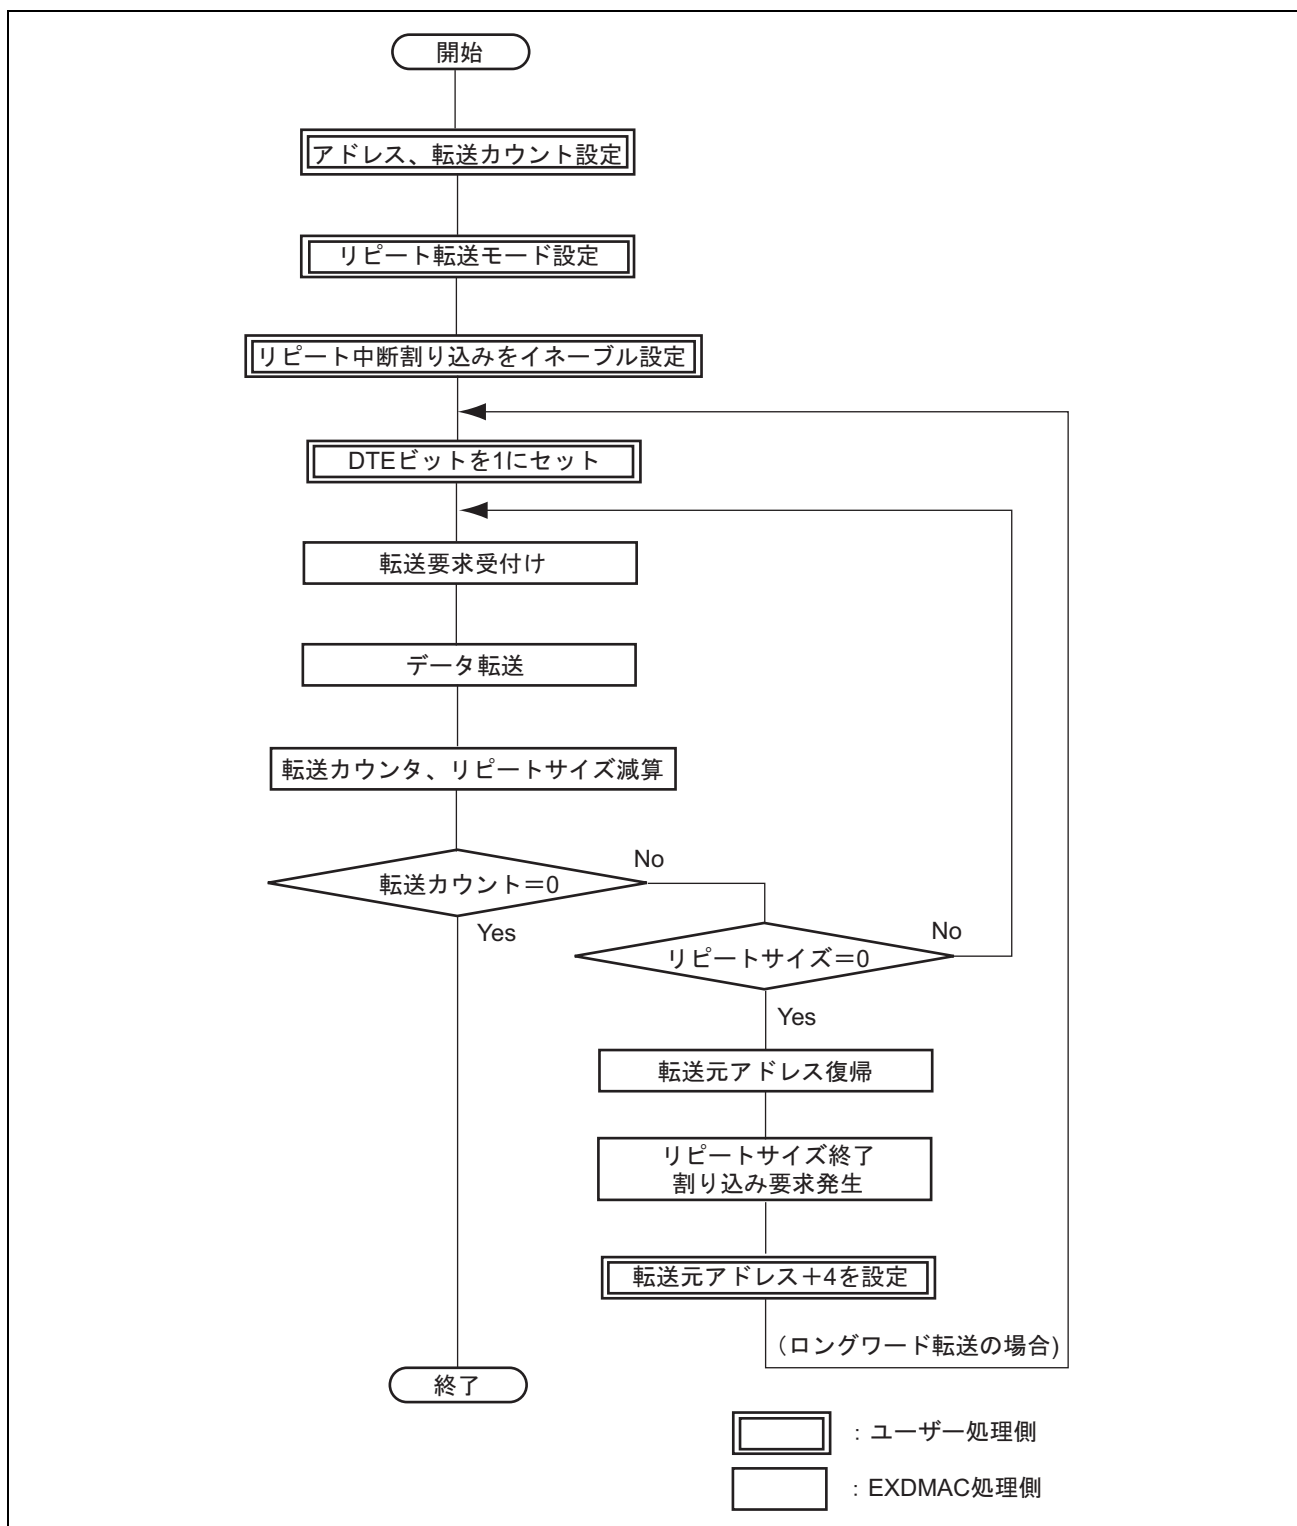 開始
アドレス、転送カウント設定
リピート転送モード設定
リピート中断割り込みをイネーブル設定
DTEビットを1にセット
転送要求受付け
データ転送
転送カウンタ、リピートサイズ減算
転送カウント＝0
No
Yes
リピートサイズ＝0
No
Yes
転送元アドレス復帰
リピートサイズ終了
割り込み要求発生
転送元アドレス＋4を設定
（ロングワード転送の場合)
終了
：ユーザー処理側
：EXDMAC処理側